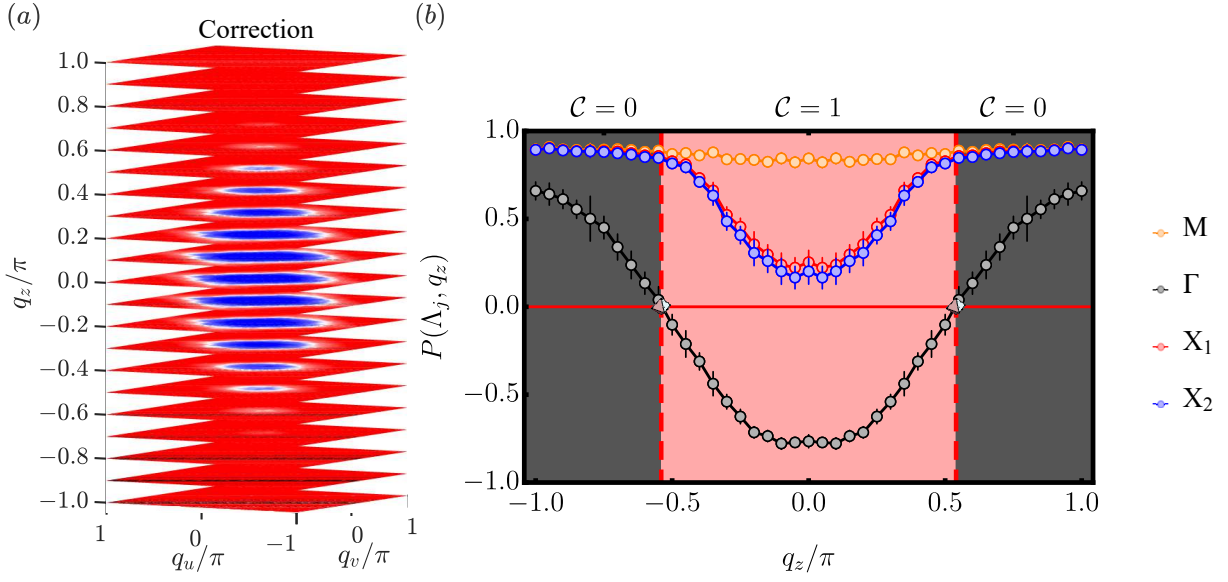 (a)
Correction
1.0
0.8
0.6
0.4
0.2
0.0
−0.2
−0.4
−0.6
−0.8
−1.0
q_z/π
1
0
−1
q_u/π
0
1
q_v/π
(b)
C = 0
C = 1
C = 0
1.0
0.5
0.0
−0.5
−1.0
P(Λ_j, q_z)
−1.0
−0.5
0.0
0.5
1.0
q_z/π
M
Γ
X₁
X₂